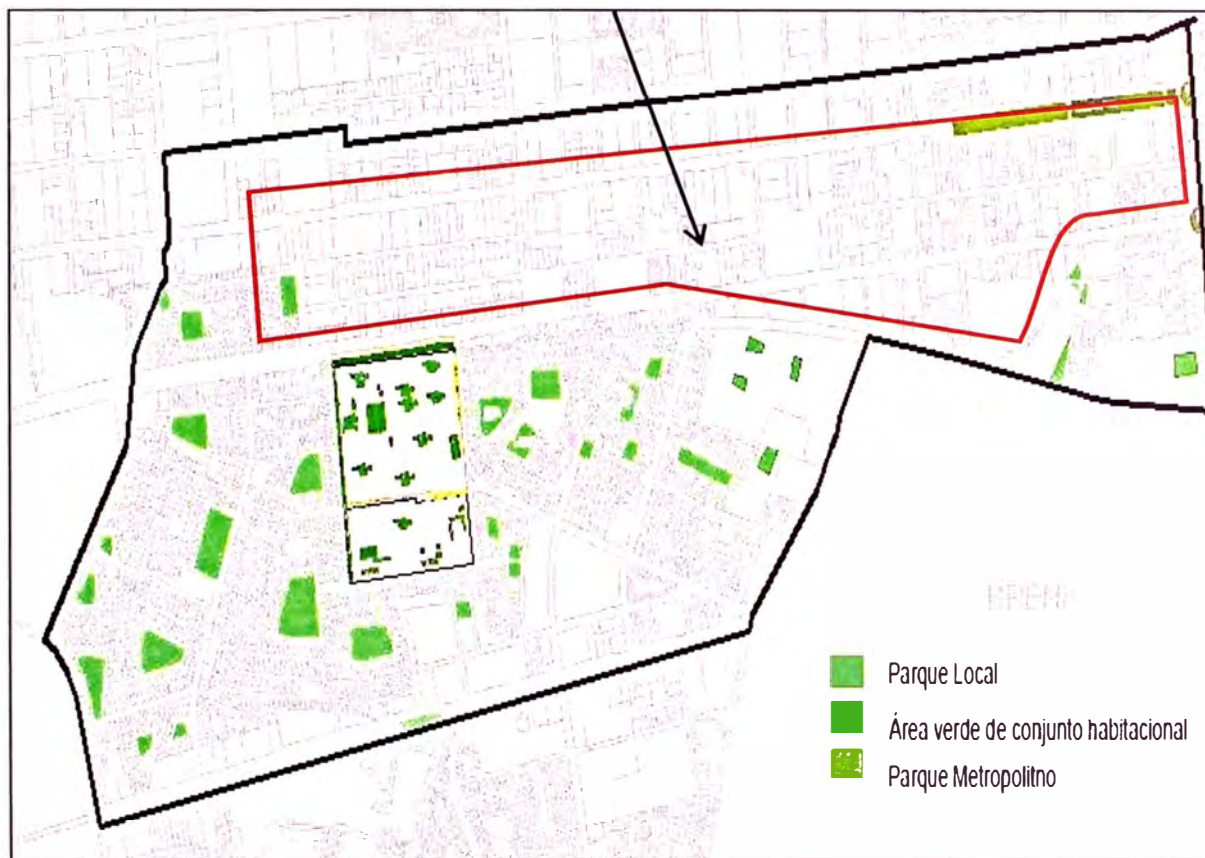 Parque Local
Área verde de conjunto habitacional
Parque Metropolitno